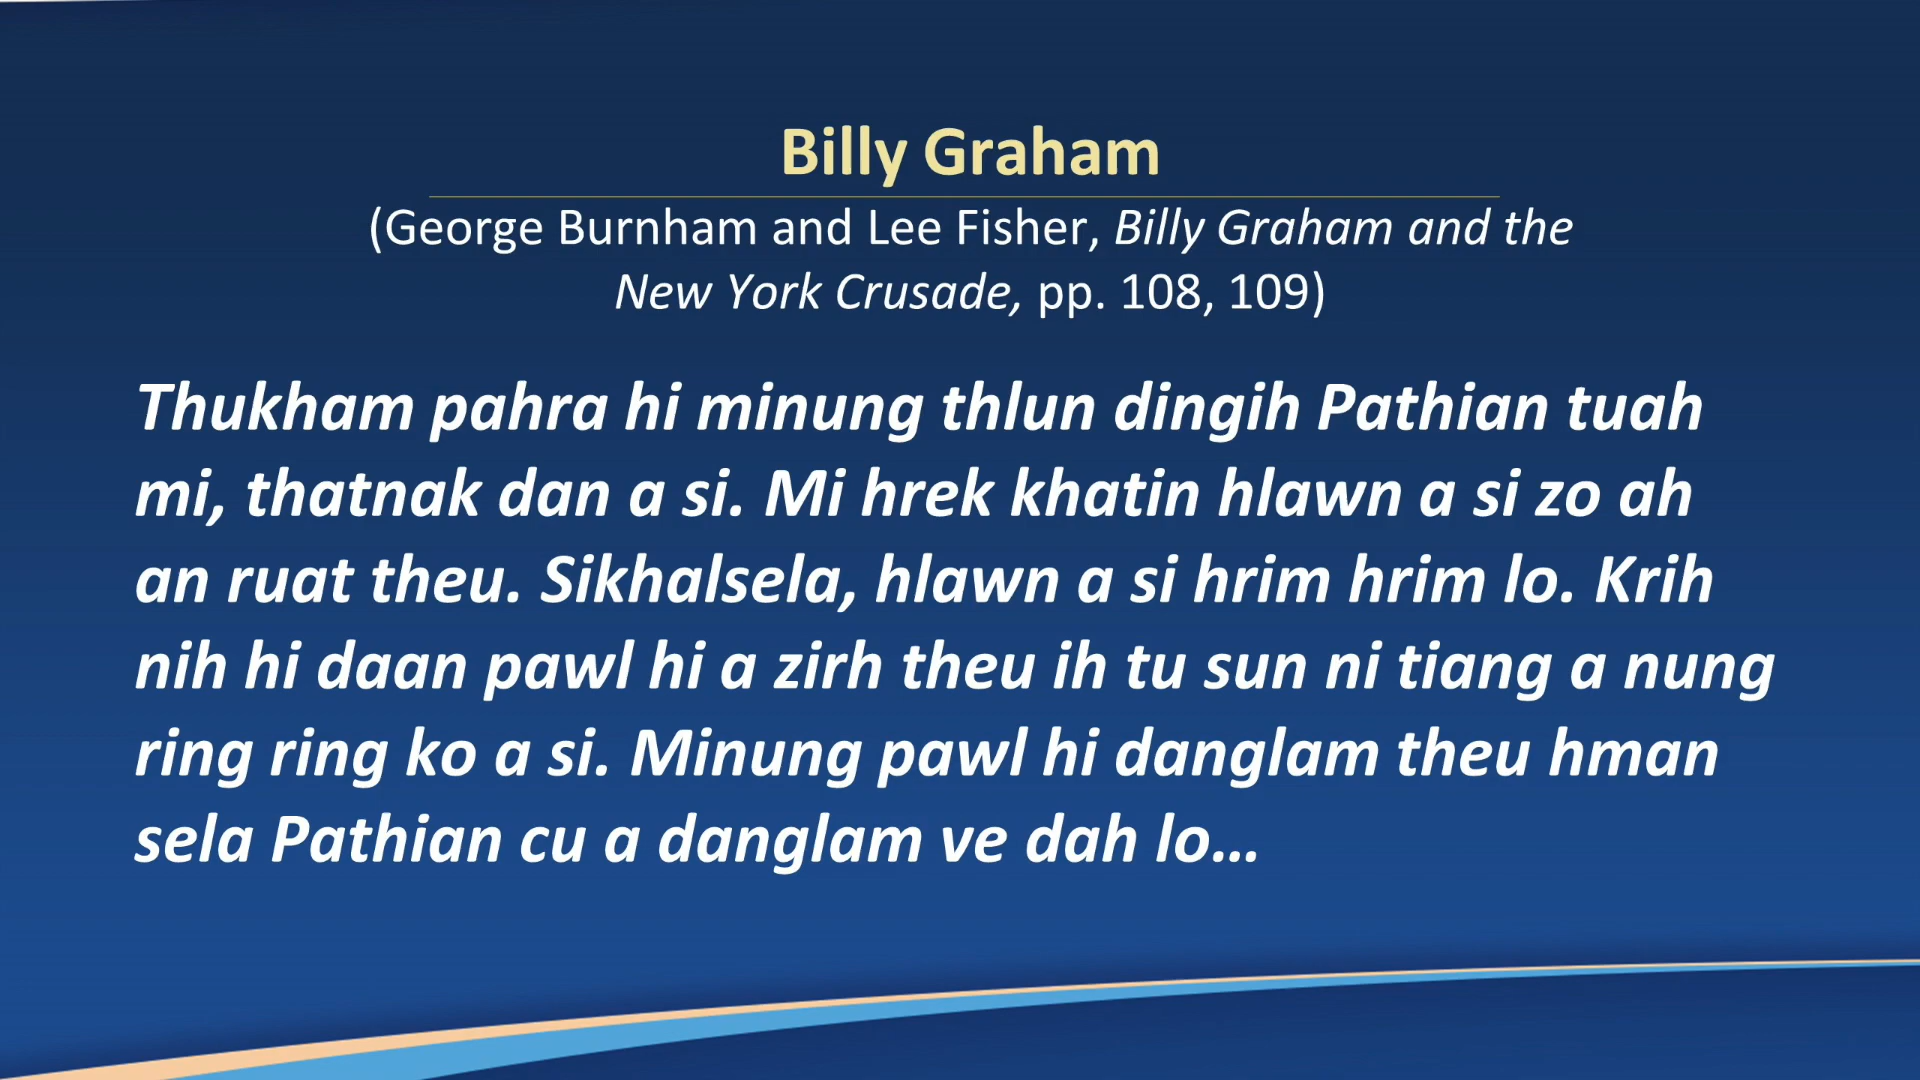 Billy Graham
(George Burnham and Lee Fisher, Billy Graham and the
New York Crusade, pp. 108, 109)
Thukham pahra hi minung thlun dingih Pathian tuah
mi, thatnak dan a si. Mi hrek khatin hlawn a si zo ah
an ruat theu. Sikhalsela, hlawn a si hrim hrim lo. Krih
nih hi daan pawl hi a zirh theu ih tu sun ni tiang a nung
ring ring ko a si. Minung pawl hi danglam theu hman
sela Pathian cu a danglam ve dah lo...